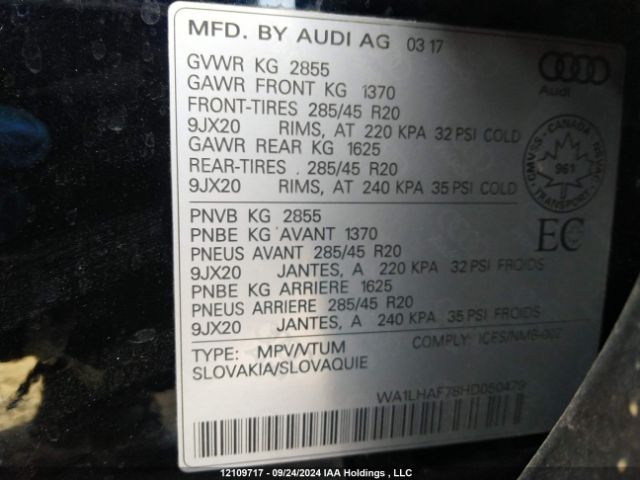 MFD. BY AUDI AG 03 17
GVWR KG 2855
GAWR FRONT KG 1370
FRONT-TIRES 285/45 R20
9JX20 RIMS, AT 220 KPA 32 PSI COLD
GAWR REAR KG 1625
REAR-TIRES . 285/45 R20
9JX20 RIMS, AT 240 KPA 35 PSI COLD
Audi
CANADA
CMVSS - NSVAC
961
TRANSPORT
PNVB KG 2855
PNBE KG AVANT 1370
PNEUS AVANT 285/45 R20
9JX20 JANTES, A 220 KPA 32 PSI FROIDS
PNBE KG ARRIERE 1625
PNEUS ARRIERE 285/45 R20
9JX20 JANTES, A 240 KPA 35 PSI FROIDS
EC
TYPE: MPV/VTUM COMPLY: ICES/NMB-002
SLOVAKIA/SLOVAQUIE
WA1LHAF78HD050479
12109717 - 09/24/2024 IAA Holdings , LLC